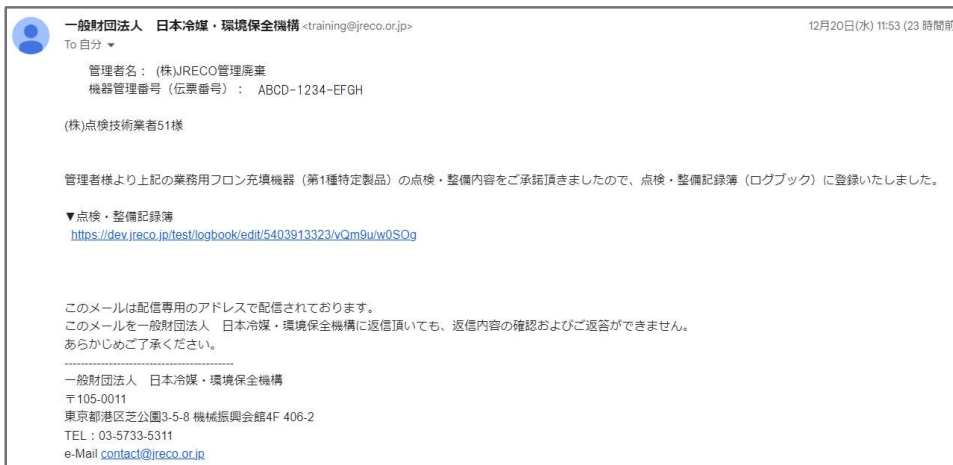 一般財団法人　日本冷媒・環境保全機構 <training@jreco.or.jp>
12月20日(水) 11:53 (23 時間前
To 自分
管理者名： (株)JRECO管理廃棄
機器管理番号（伝票番号）： ABCD-1234-EFGH
(株)点検技術業者51様
管理者様より上記の業務用フロン充填機器（第1種特定製品）の点検・整備内容をご承諾頂きましたので、点検・整備記録簿（ログブック）に登録いたしました。
▼点検・整備記録簿
https://dev.jreco.jp/test/logbook/edit/5403913323/vQm9u/w0SOg
このメールは配信専用のアドレスで配信されております。
このメールを一般財団法人　日本冷媒・環境保全機構に返信頂いても、返信内容の確認およびご返答ができません。
あらかじめご了承ください。
------------------------------------------
一般財団法人　日本冷媒・環境保全機構
〒105-0011
東京都港区芝公園3-5-8 機械振興会館4F 406-2
TEL：03-5733-5311
e-Mail contact@jreco.or.jp